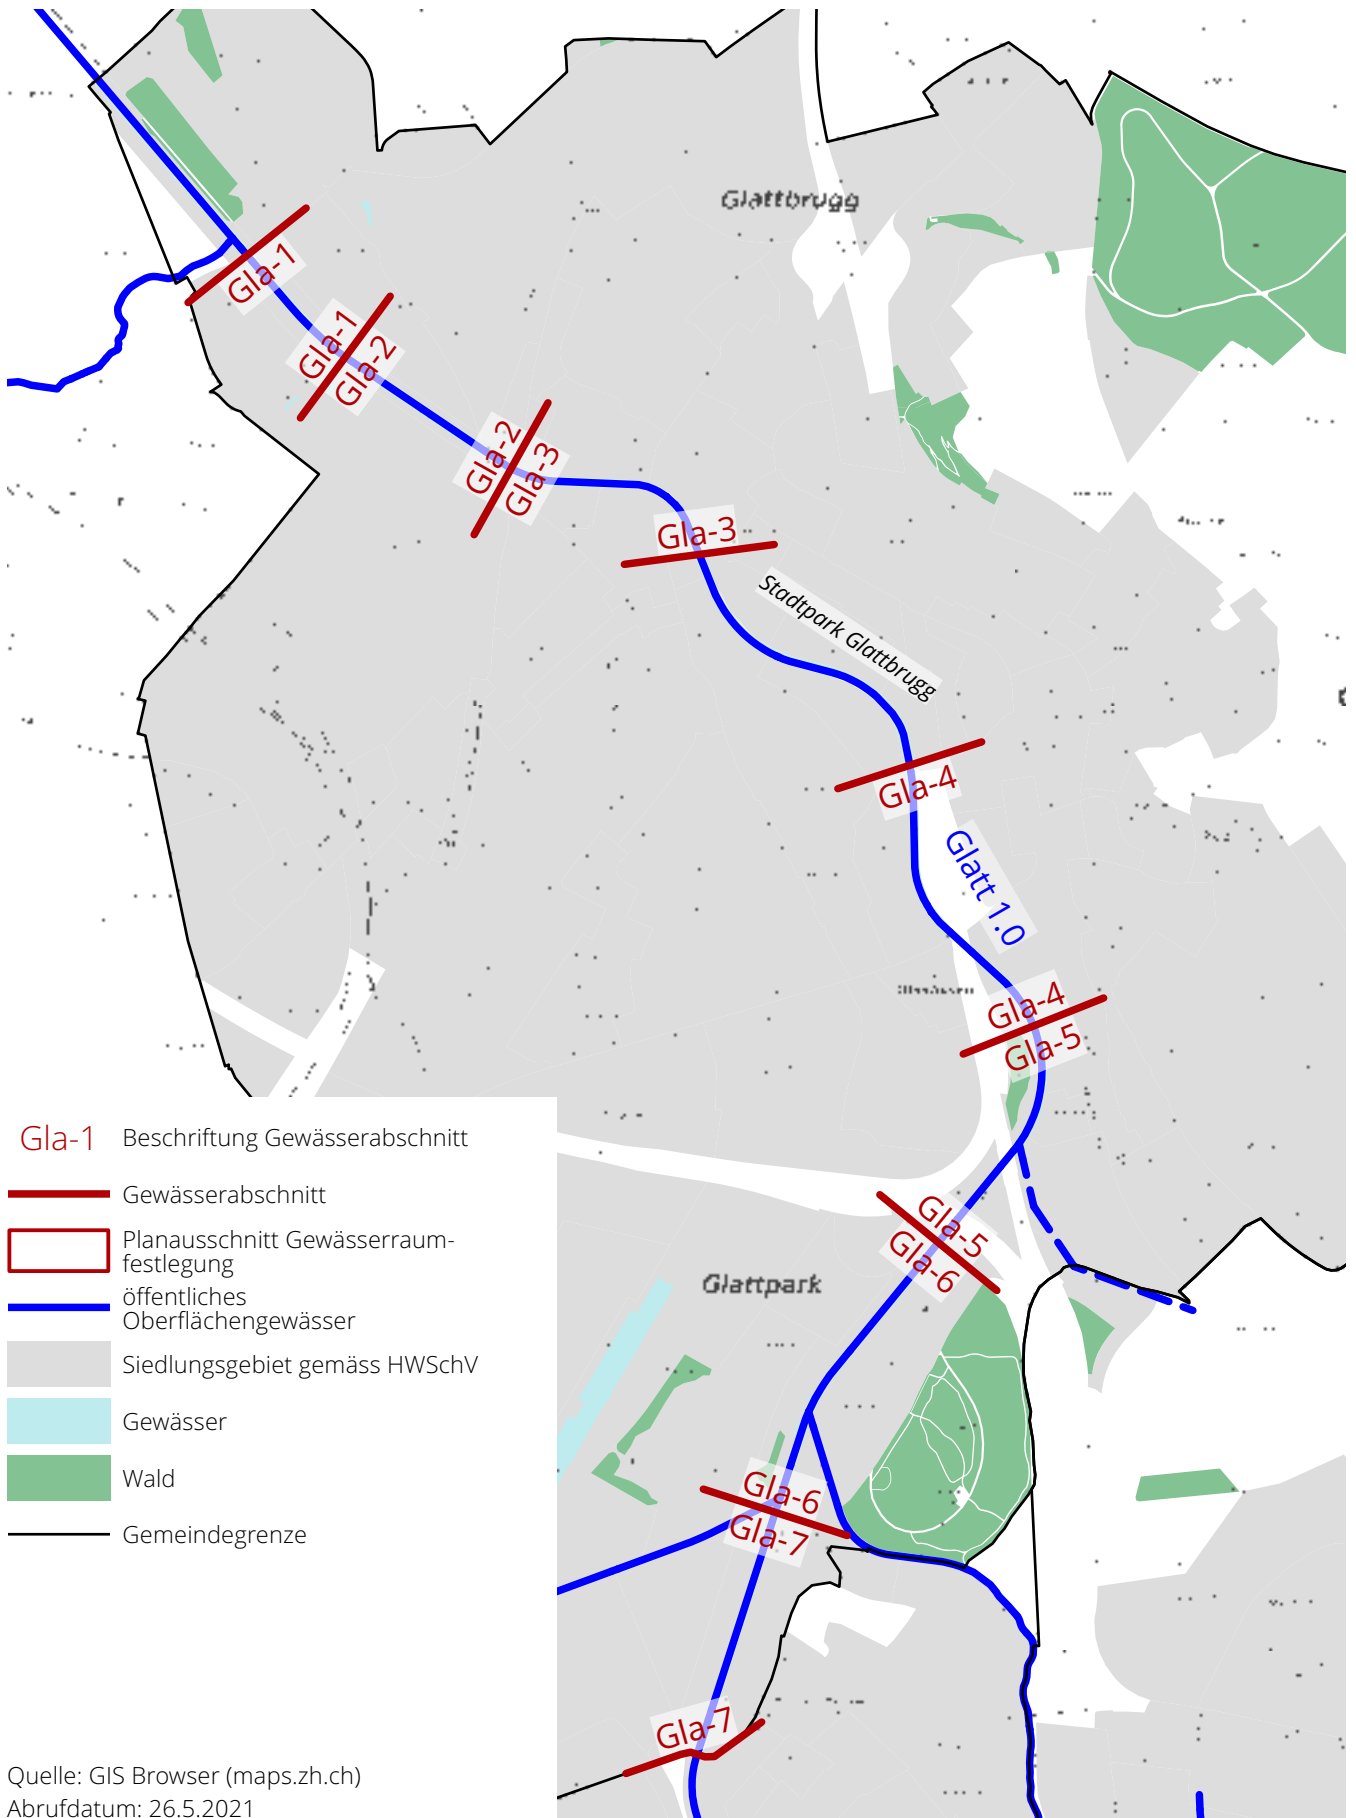 Glattbrugg
Gla-1
Gla-1
Gla-2
Gla-2
Gla-3
Gla-3
Stadtpark Glattbrugg
Gla-4
Glatt 1.0
Gla-4
Gla-5
Gla-5
Gla-6
Glattpark
Gla-6
Gla-7
Gla-7
Gla-1 Beschriftung Gewässerabschnitt
Gewässerabschnitt
Planausschnitt Gewässerraum-
festlegung
öffentliches
Oberflächengewässer
Siedlungsgebiet gemäss HWSchV
Gewässer
Wald
Gemeindegrenze
Quelle: GIS Browser (maps.zh.ch)
Abrufdatum: 26.5.2021